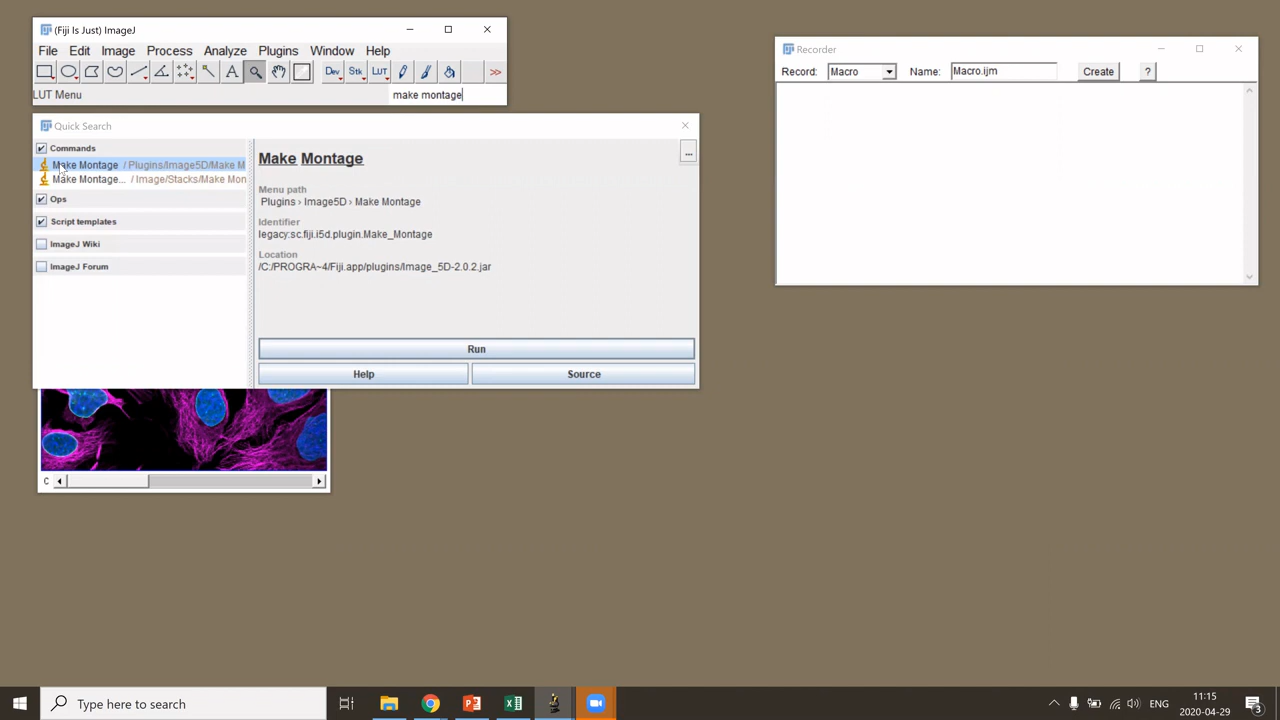 (Fiji Is Just) ImageJ
File Edit Image Process Analyze Plugins Window Help
A Dev Stk LUT >>
LUT Menu make montage
Quick Search
Commands
Make Montage / Plugins/Image5D/Make M
Make Montage... / Image/Stacks/Make Mon
Ops
Script templates
ImageJ Wiki
ImageJ Forum
Make Montage
...
Menu path
Plugins › Image5D › Make Montage
Identifier
legacy:sc.fiji.i5d.plugin.Make_Montage
Location
/C:/PROGRA~4/Fiji.app/plugins/Image_5D-2.0.2.jar
Run
Help Source
C
Recorder
Record: Macro Name: Macro.ijm Create ?
Type here to search
ENG
11:15
2020-04-29
3